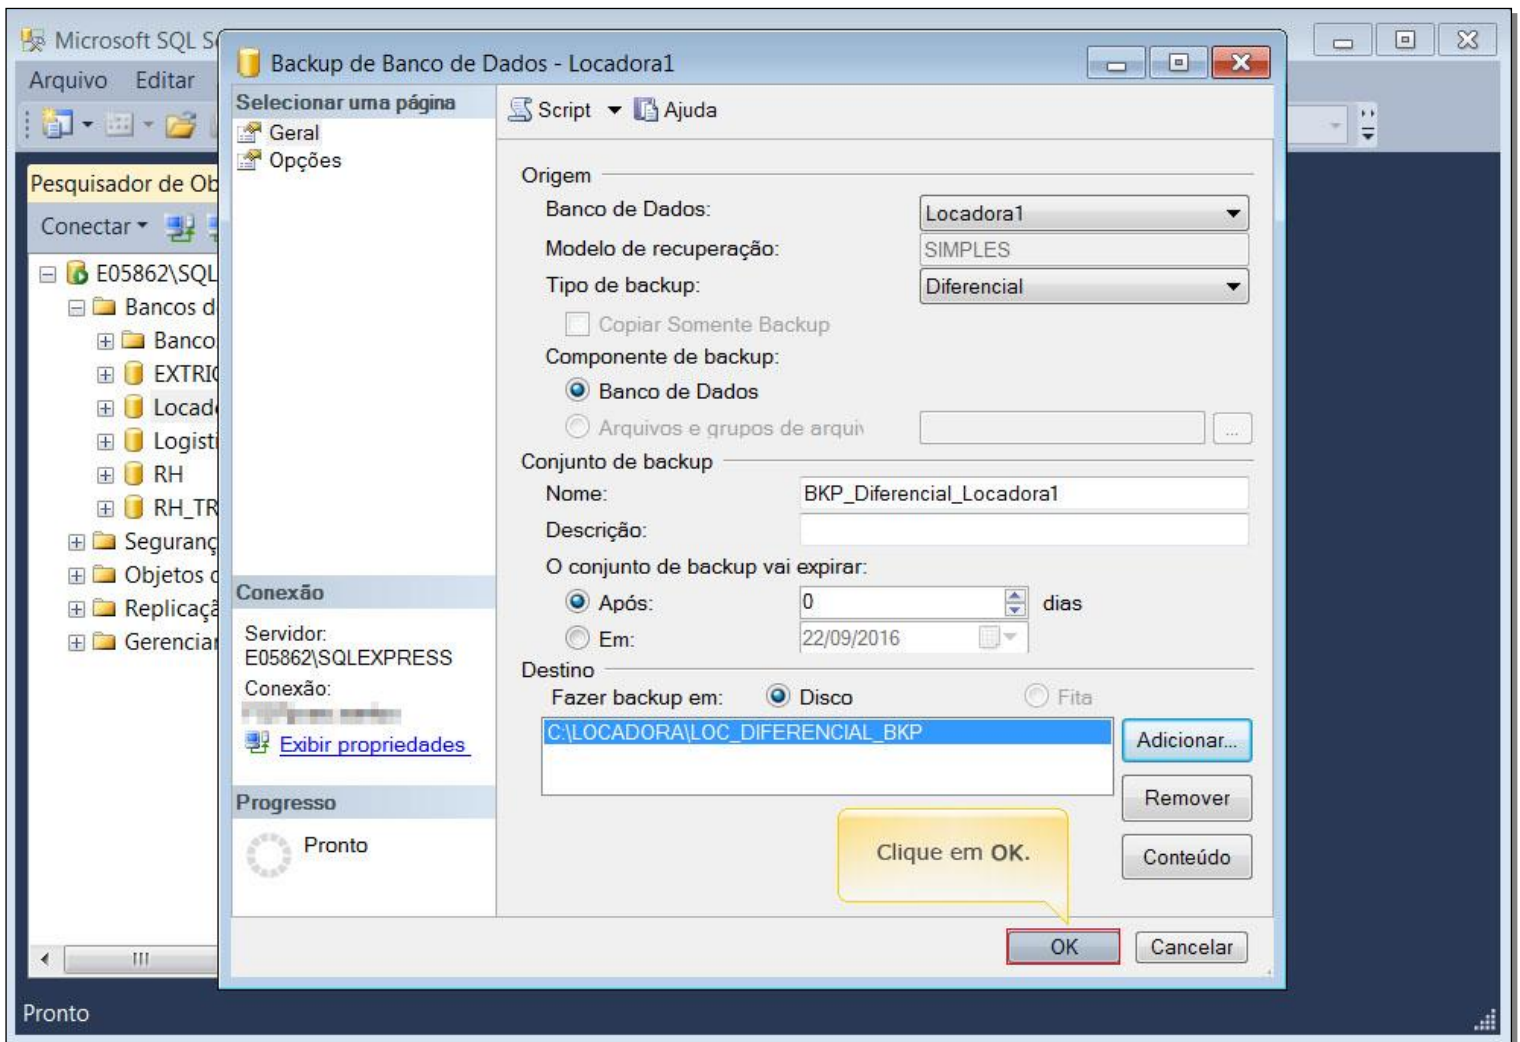 Microsoft SQL S
Arquivo Editar
Pesquisador de Ob
Conectar
E05862\SQL
Bancos d
Banco
EXTRI
Locad
Logisti
RH
RH_TR
Seguranç
Objetos
Replicaçã
Gerenciar
Pronto
Backup de Banco de Dados - Locadora1
Selecionar uma página
Geral
Opções
Conexão
Servidor:
E05862\SQLEXPRESS
Conexão:
Exibir propriedades
Progresso
Pronto
Script Ajuda
Origem
Banco de Dados: Locadora1
Modelo de recuperação: SIMPLES
Tipo de backup: Diferencial
Copiar Somente Backup
Componente de backup:
Banco de Dados
Arquivos e grupos de arquiv ...
Conjunto de backup
Nome: BKP_Diferencial_Locadora1
Descrição:
O conjunto de backup vai expirar:
Após: 0 dias
Em: 22/09/2016
Destino
Fazer backup em: Disco Fita
C:\LOCADORA\LOC_DIFERENCIAL_BKP
Adicionar...
Remover
Conteúdo
Clique em OK.
OK Cancelar